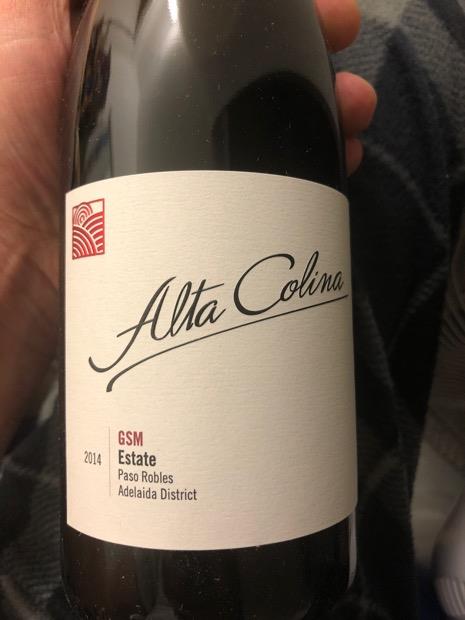 Alta Colina
2014
GSM
Estate
Paso Robles
Adelaida District